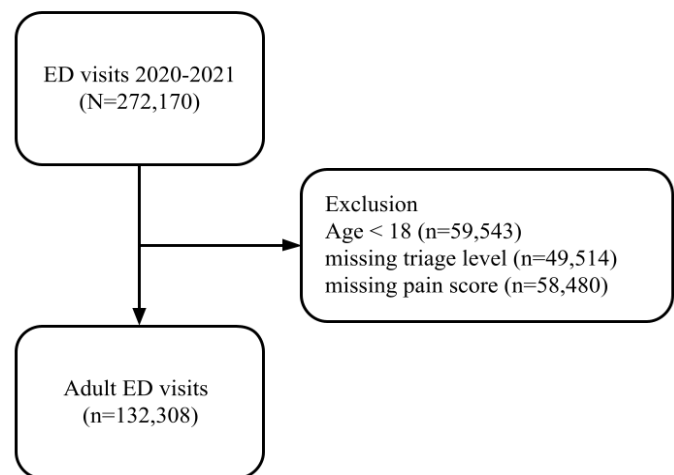 ED visits 2020-2021
(N=272,170)
Exclusion
Age < 18 (n=59,543)
missing triage level (n=49,514)
missing pain score (n=58,480)
Adult ED visits
(n=132,308)